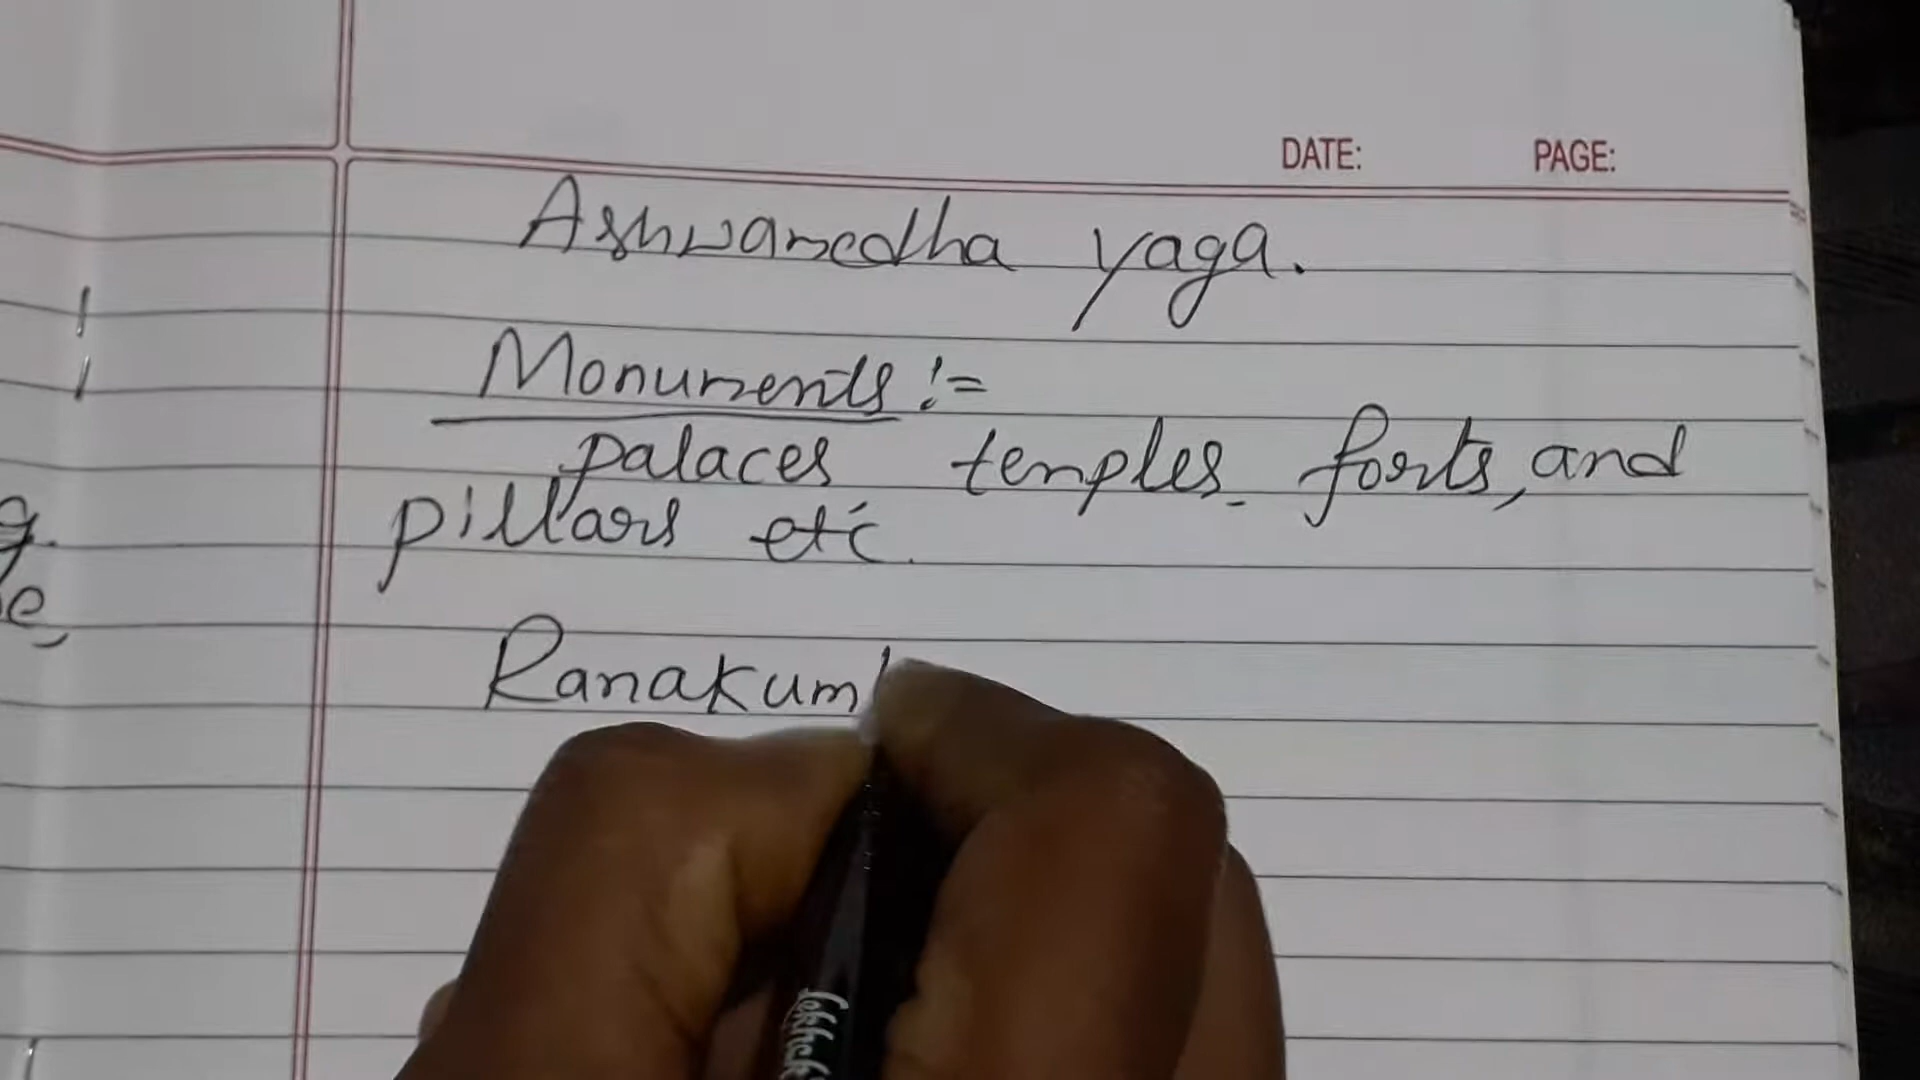 DATE: PAGE:
Ashwamedha yaga.
Monuments :=
palaces temples forts, and
pillars etc.
g.
e,
Ranakum